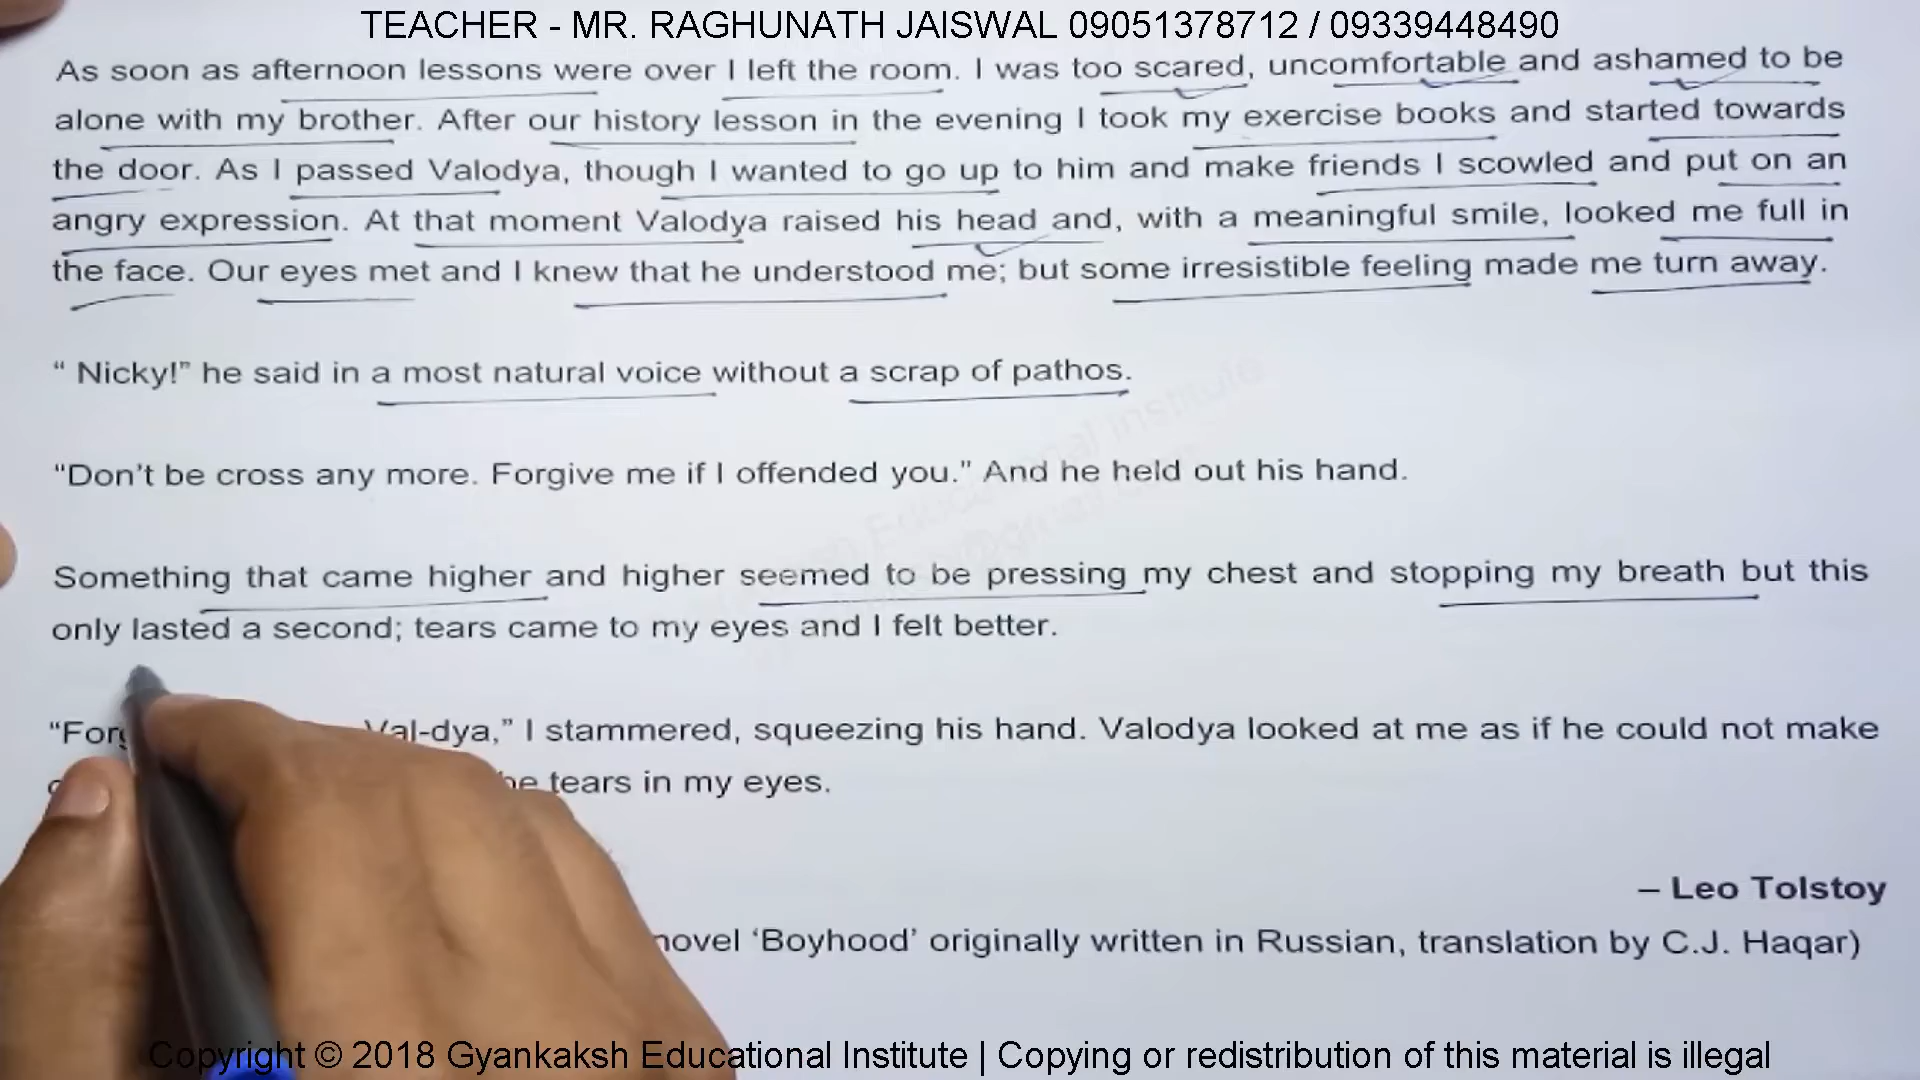 TEACHER - MR. RAGHUNATH JAISWAL 09051378712 / 09339448490
As soon as afternoon lessons were over I left the room. I was too scared, uncomfortable and ashamed to be
alone with my brother. After our history lesson in the evening I took my exercise books and started towards
the door. As I passed Valodya, though I wanted to go up to him and make friends I scowled and put on an
angry expression. At that moment Valodya raised his head and, with a meaningful smile, looked me full in
the face. Our eyes met and I knew that he understood me; but some irresistible feeling made me turn away.
“ Nicky!” he said in a most natural voice without a scrap of pathos.
“Don’t be cross any more. Forgive me if I offended you.” And he held out his hand.
Something that came higher and higher seemed to be pressing my chest and stopping my breath but this
only lasted a second; tears came to my eyes and I felt better.
Val-dya,” I stammered, squeezing his hand. Valodya looked at me as if he could not make
tears in my eyes.
– Leo Tolstoy
novel ‘Boyhood’ originally written in Russian, translation by C.J. Haqar)
Copyright © 2018 Gyankaksh Educational Institute | Copying or redistribution of this material is illegal